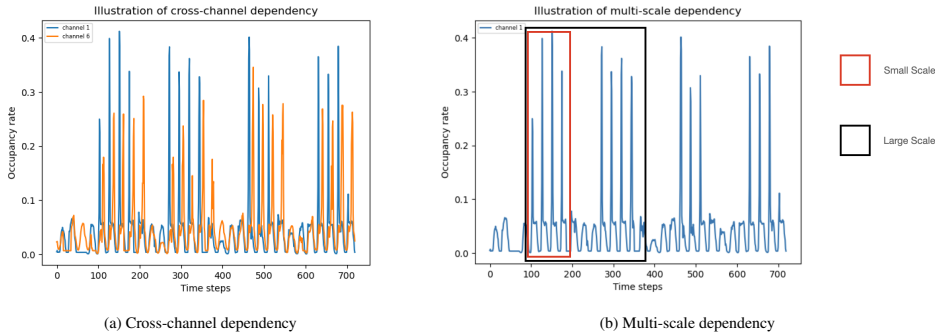 Illustration of cross-channel dependency
channel 1
channel 6
Occupancy rate
0.4
0.3
0.2
0.1
0.0
0 100 200 300 400 500 600 700
Time steps
(a) Cross-channel dependency
Illustration of multi-scale dependency
channel 1
Occupancy rate
0.4
0.3
0.2
0.1
0.0
0 100 200 300 400 500 600 700
Time steps
(b) Multi-scale dependency
Small Scale
Large Scale